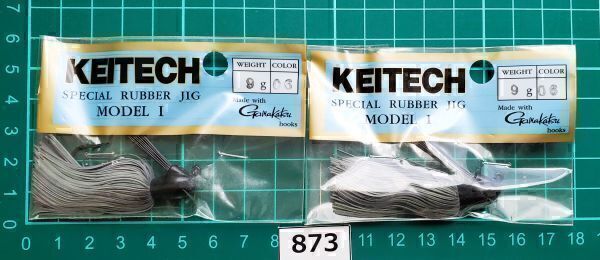 KEITECH
SPECIAL RUBBER JIG
MODEL I
WEIGHT COLOR
9 g 06
Made with
Gamakatsu
hooks
KEITECH
SPECIAL RUBBER JIG
MODEL I
WEIGHT COLOR
9 g 06
Made with
Gamakatsu
hooks
7
6
5
4
3
2
1
0
0 1 2 3 4 5 6 7 8 11 12 13 14 15 16 17 18
873